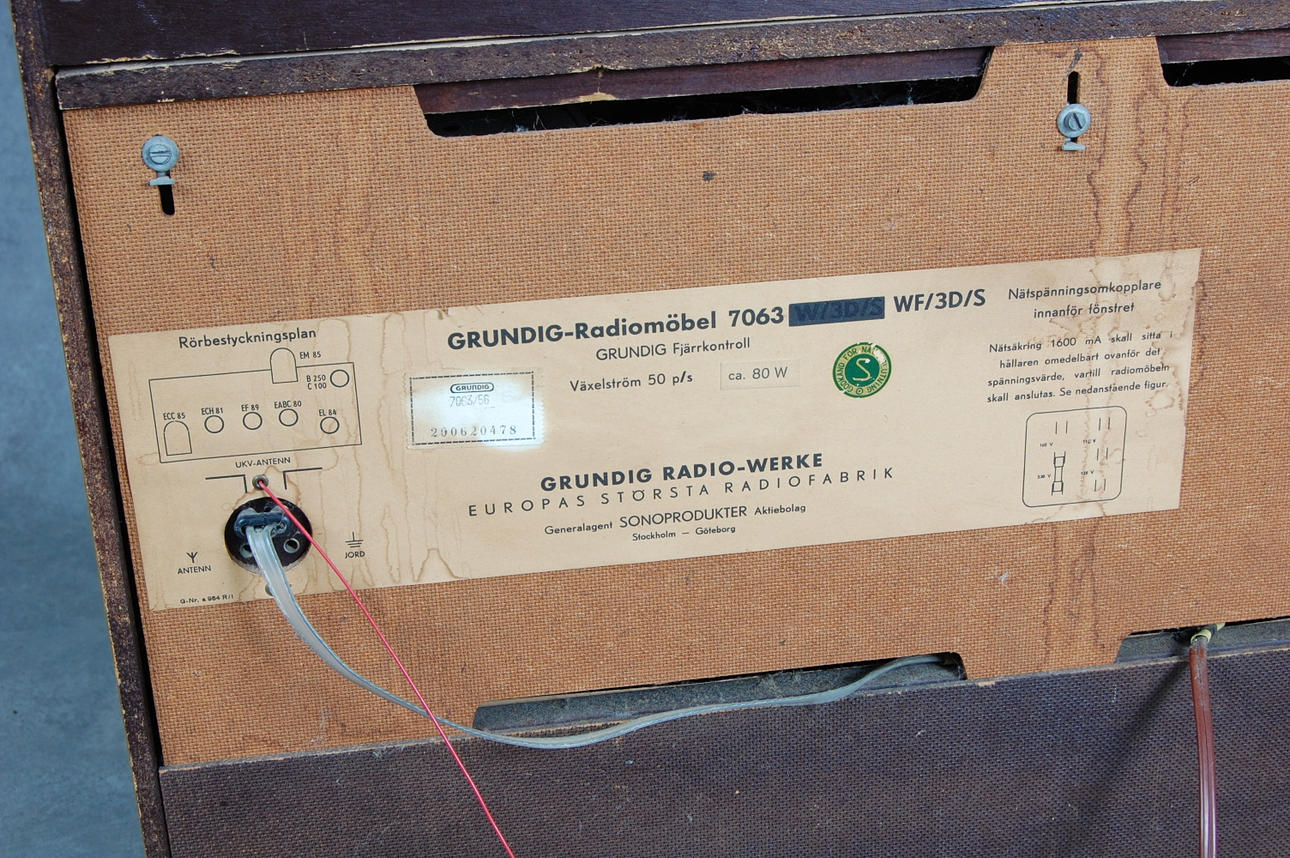 Rörbestyckningsplan
EM 85
B 250
C 100
ECC 85
ECH 81
EF 89
EABC 80
EL 84
UKV-ANTENN
ANTENN
JORD
G-Nr. a 954 R/I
GRUNDIG
7063/56
200620478
GRUNDIG-Radiomöbel 7063 W/3D/S WF/3D/S
GRUNDIG Fjärrkontroll
Växelström 50 p/s ca. 80 W
S
GRUNDIG RADIO-WERKE
EUROPAS STÖRSTA RADIOFABRIK
Generalagent SONOPRODUKTER Aktiebolag
Stockholm — Göteborg
Nätspänningsomkopplare
innanför fönstret
Nätsäkring 1600 mA skall sitta i
hållaren omedelbart ovanför det
spänningsvärde, vartill radiomöbeln
skall anslutas. Se nedanstående figur.
110 V